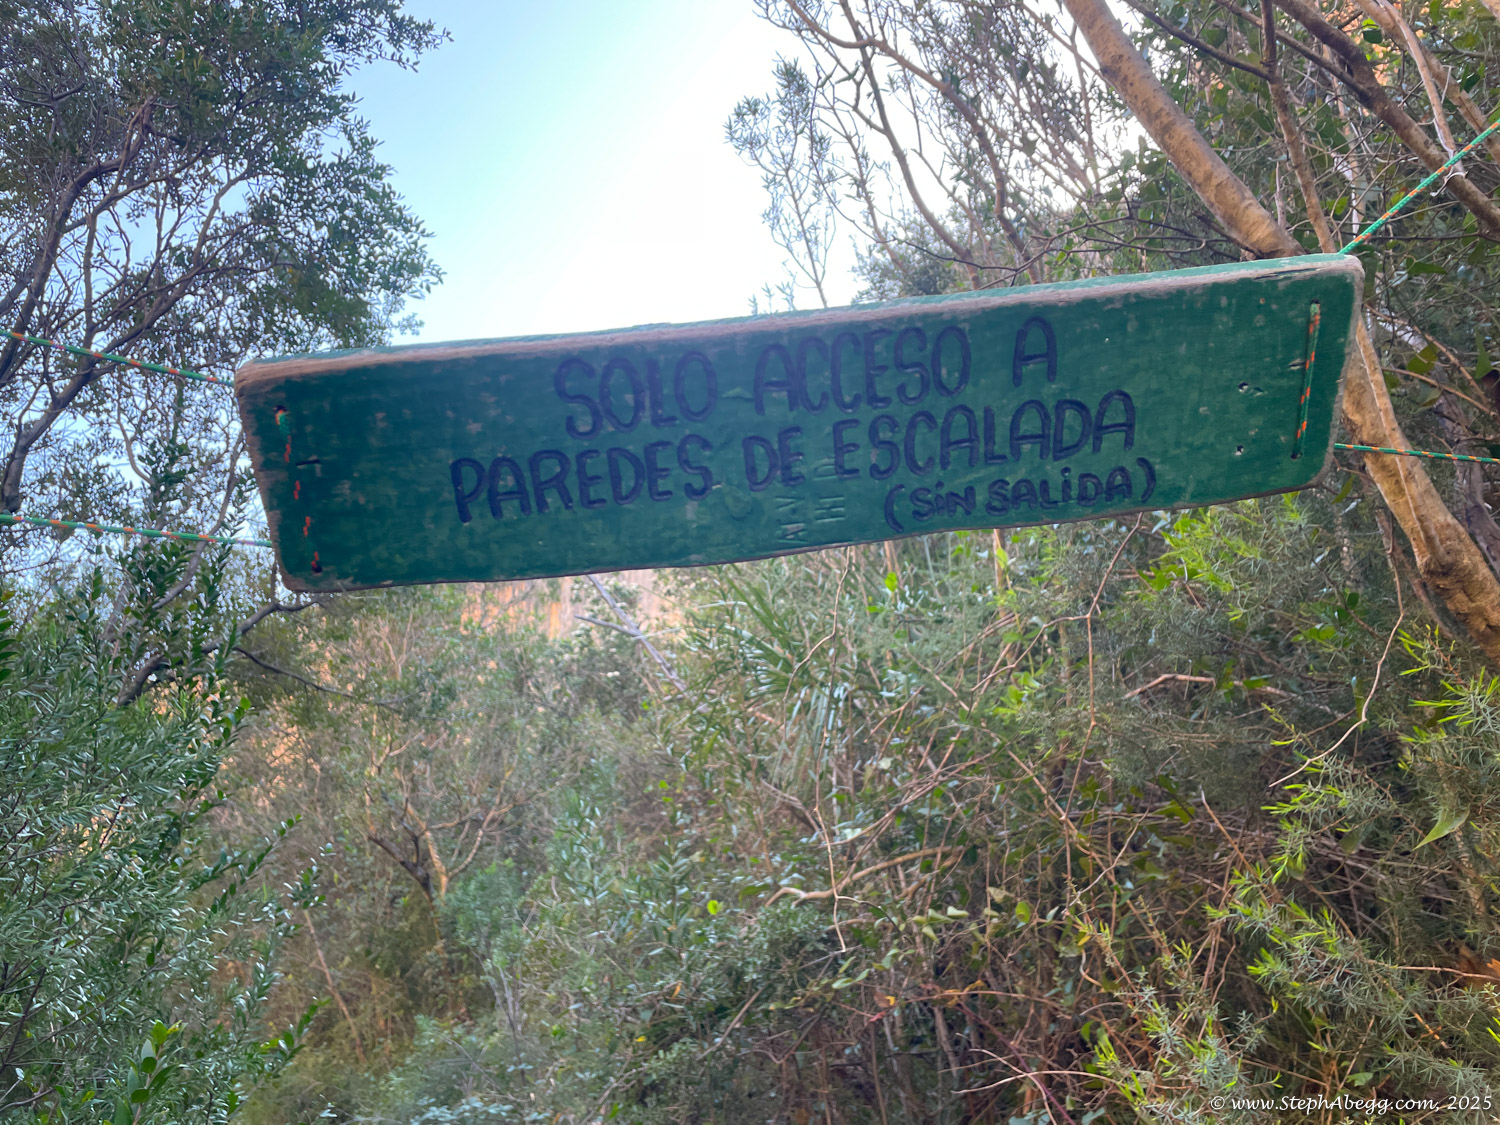 SOLO ACCESO A
PAREDES DE ESCALADA
(SIN SALIDA)
© www.StephAbegg.com, 2025